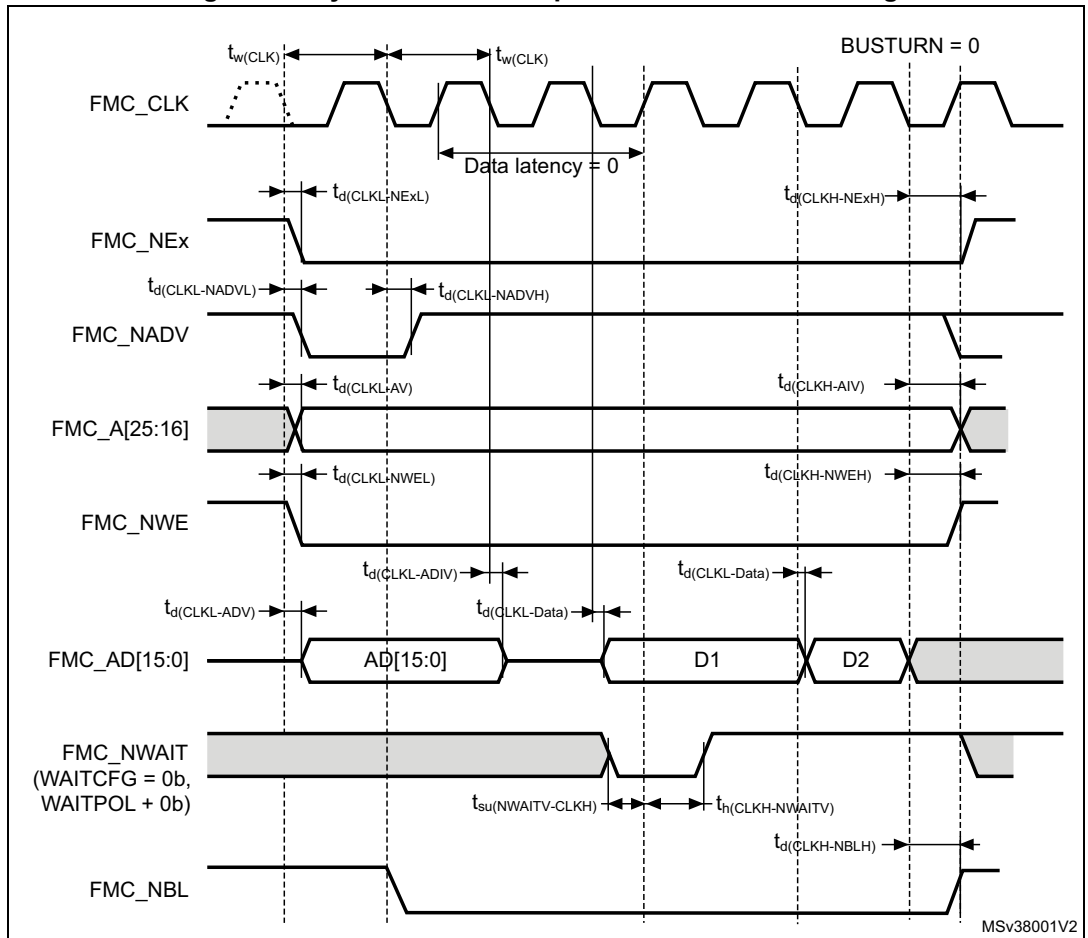 BUSTURN = 0
tw(CLK)
tw(CLK)
FMC_CLK
Data latency = 0
td(CLKL-NExL)
td(CLKH-NExH)
FMC_NEx
td(CLKL-NADVL)
td(CLKL-NADVH)
FMC_NADV
td(CLKL-AV)
td(CLKH-AIV)
FMC_A[25:16]
td(CLKL-NWEL)
td(CLKH-NWEH)
FMC_NWE
td(CLKL-ADIV)
td(CLKL-Data)
td(CLKL-ADV)
td(CLKL-Data)
FMC_AD[15:0]
AD[15:0]
D1
D2
FMC_NWAIT
(WAITCFG = 0b,
WAITPOL + 0b)
tsu(NWAITV-CLKH)
th(CLKH-NWAITV)
td(CLKH-NBLH)
FMC_NBL
MSv38001V2